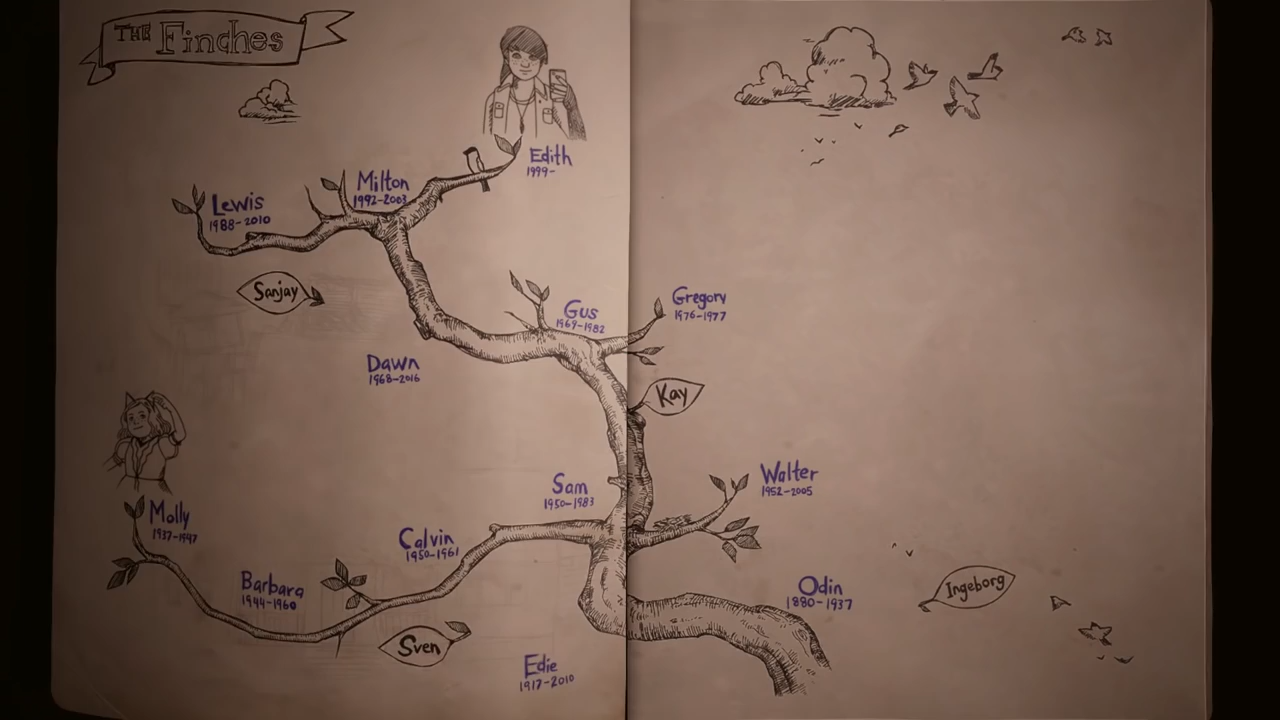 THE Finches
Edith
1999-
Milton
1992-2003
Lewis
1988-2010
Sanjay
Gus
1969-1982
Gregory
1976-1977
Dawn
1968-2016
Kay
Sam
1950-1983
Walter
1952-2005
Molly
1937-1947
Calvin
1950-1961
Barbara
1944-1960
Odin
1880-1937
Ingeborg
Sven
Edie
1917-2010